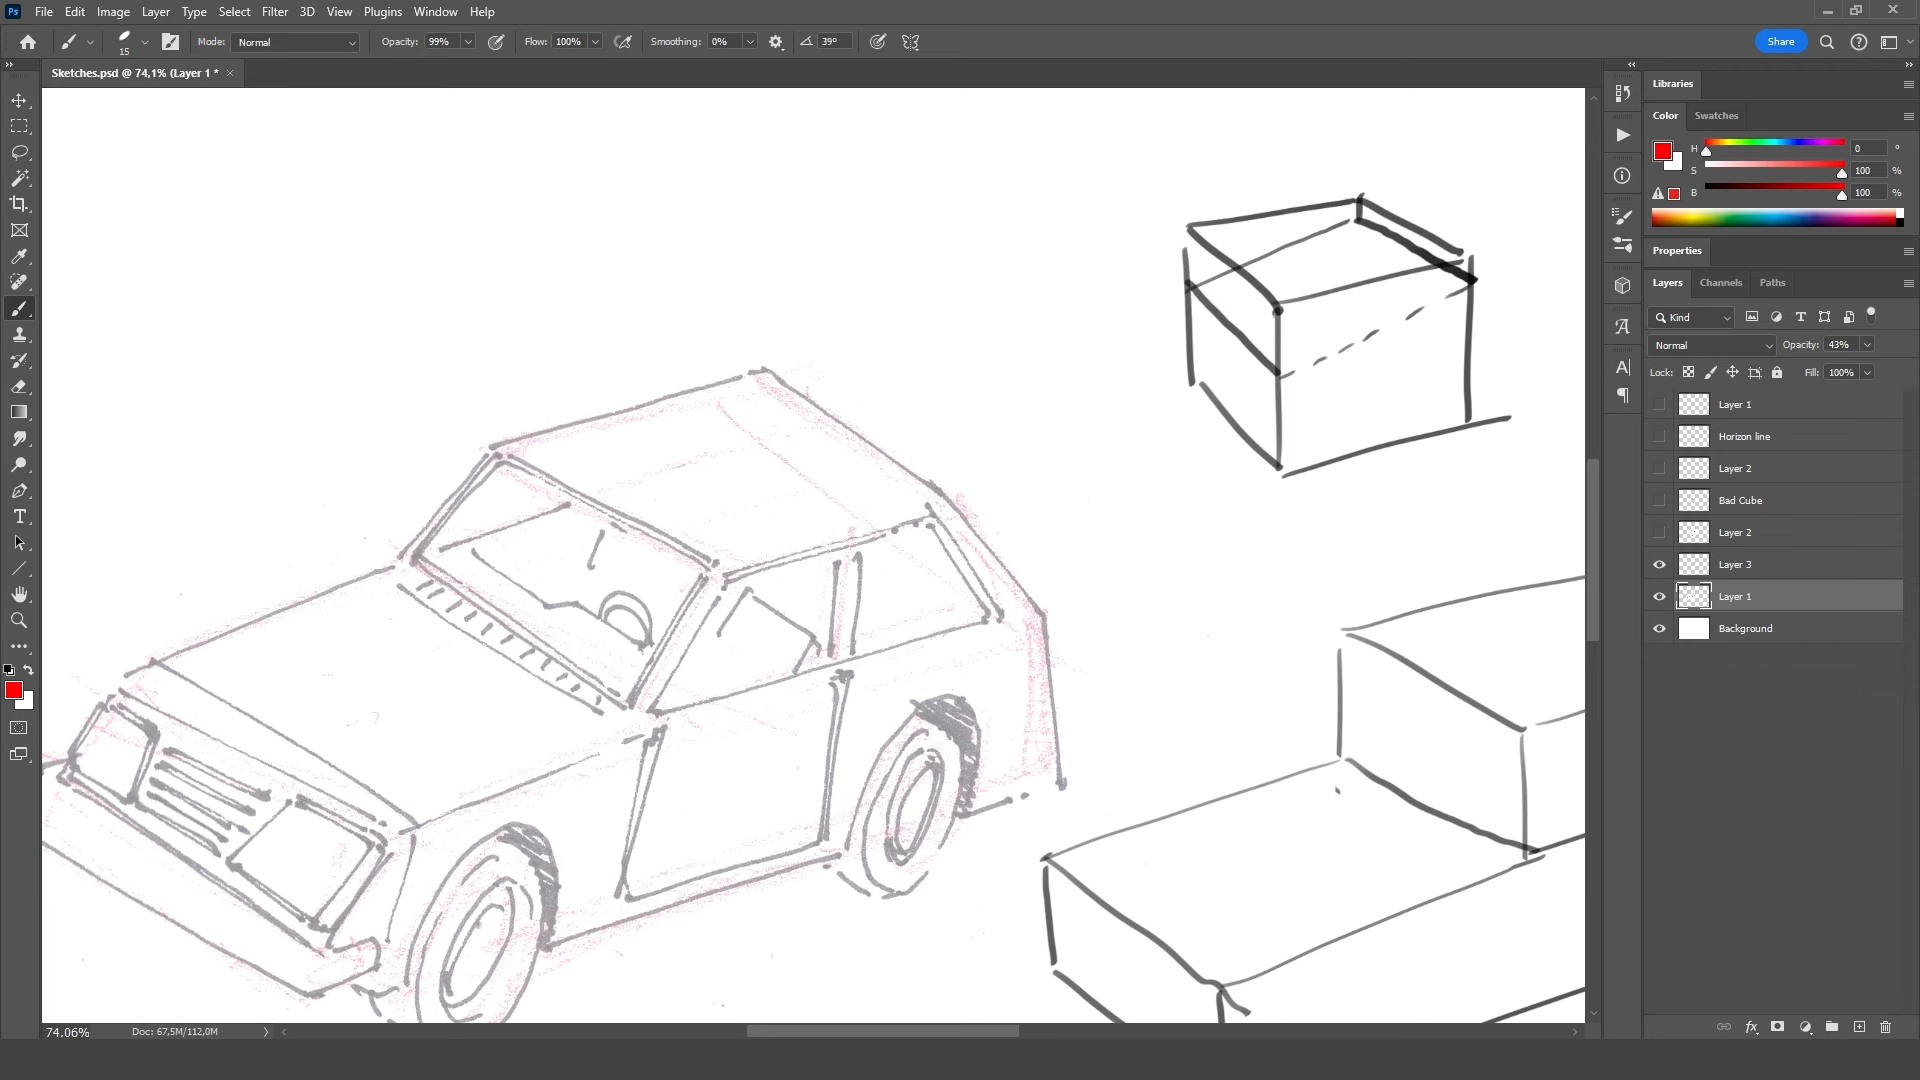 Ps File Edit Image Layer Type Select Filter 3D View Plugins Window Help
15 Mode: Normal Opacity: 99% Flow: 100% Smoothing: 0% 39° Share
Sketches.psd @ 74,1% (Layer 1 * ×
Libraries
Color Swatches
H 0 °
S 100 %
B 100 %
Properties
Layers Channels Paths
Kind
Normal Opacity: 43%
Lock: Fill: 100%
Layer 1
Horizon line
Layer 2
Bad Cube
Layer 2
Layer 3
Layer 1
Background
74.06% Doc: 67,5M/112,0M
fx